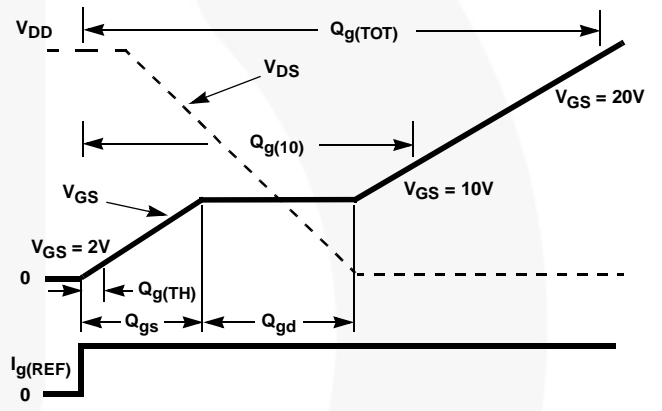 V_DD
Q_g(TOT)
V_DS
V_GS = 20V
Q_g(10)
V_GS
V_GS = 10V
V_GS = 2V
0
Q_g(TH)
Q_gs
Q_gd
I_g(REF)
0